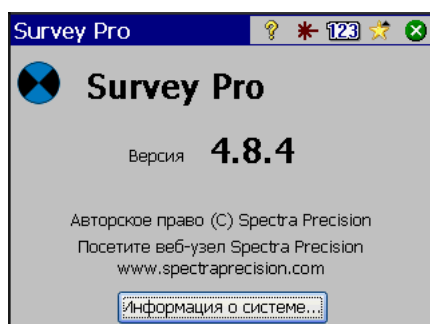 Survey Pro
123
Survey Pro
Версия 4.8.4
Авторское право (C) Spectra Precision
Посетите веб-узел Spectra Precision
www.spectraprecision.com
Информация о системе...